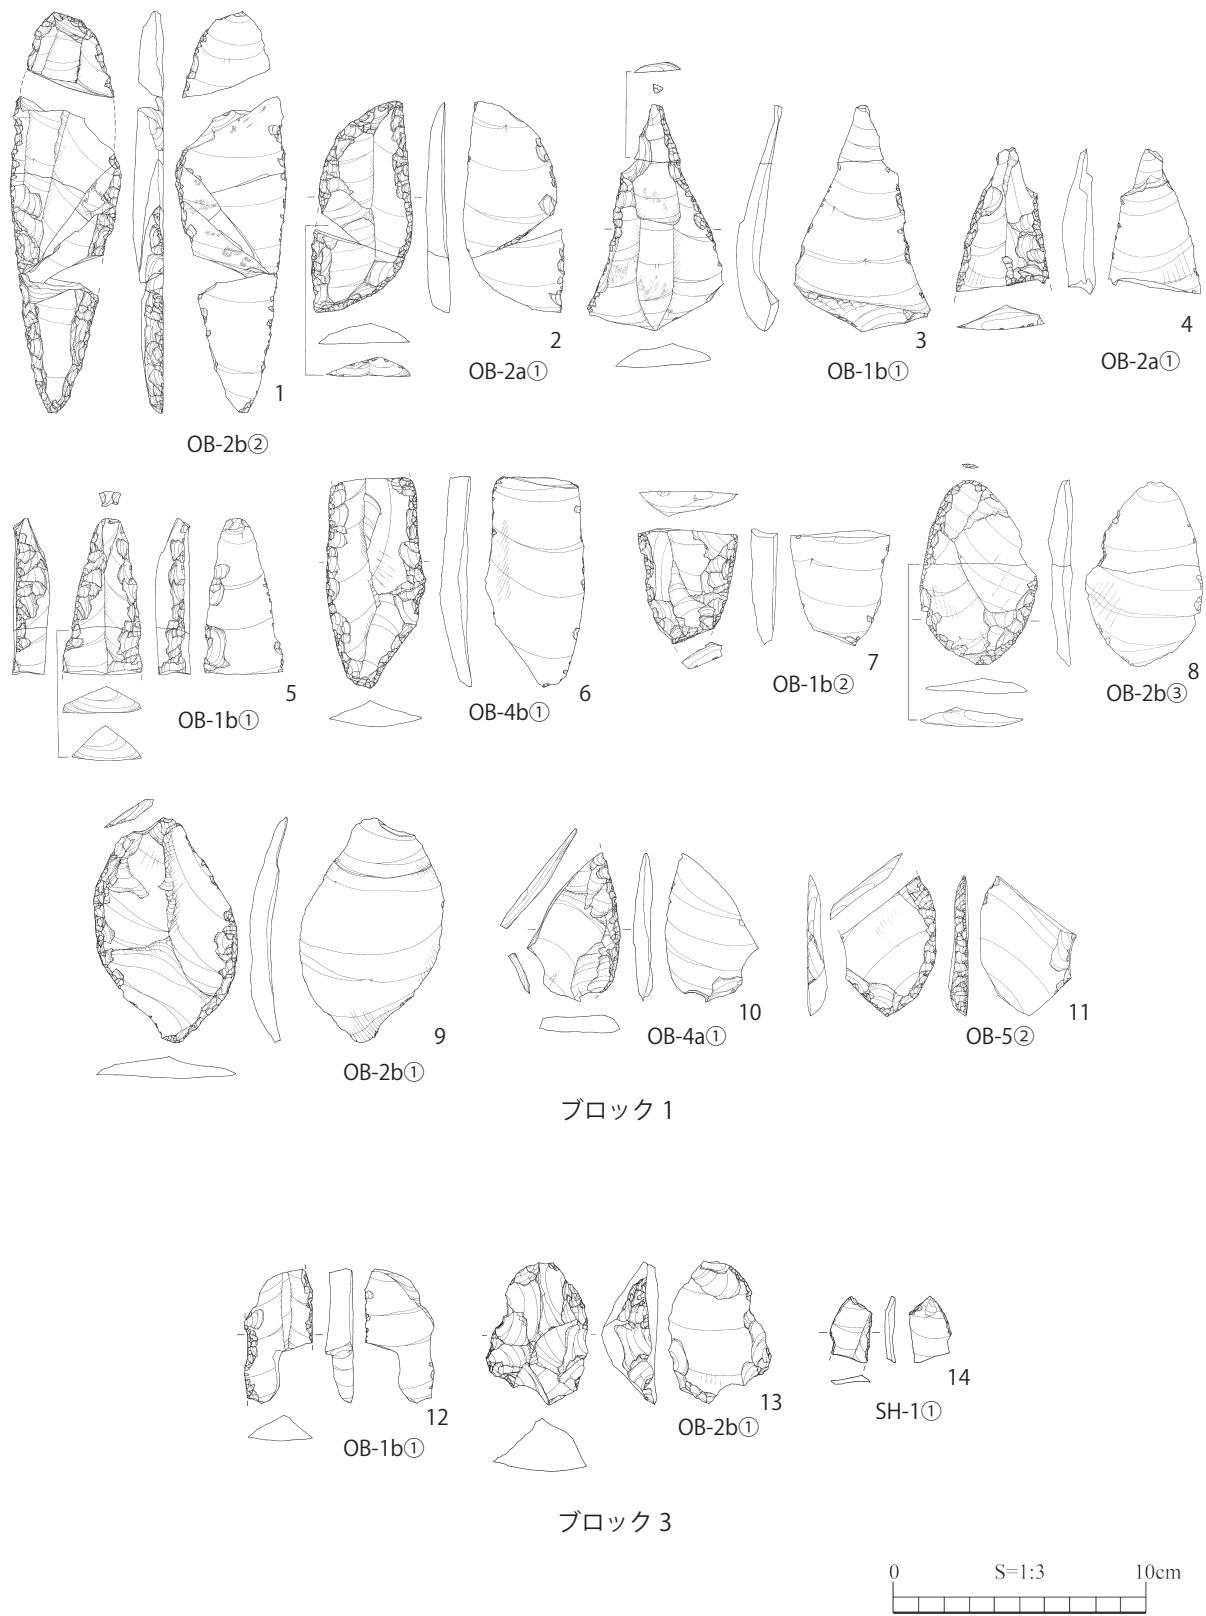 1
OB-2b②
2
OB-2a①
3
OB-1b①
4
OB-2a①
5
OB-1b①
6
OB-4b①
7
OB-1b②
8
OB-2b③
9
OB-2b①
10
OB-4a①
11
OB-5②
ブロック 1
12
OB-1b①
13
OB-2b①
14
SH-1①
ブロック 3
0 S=1:3 10cm